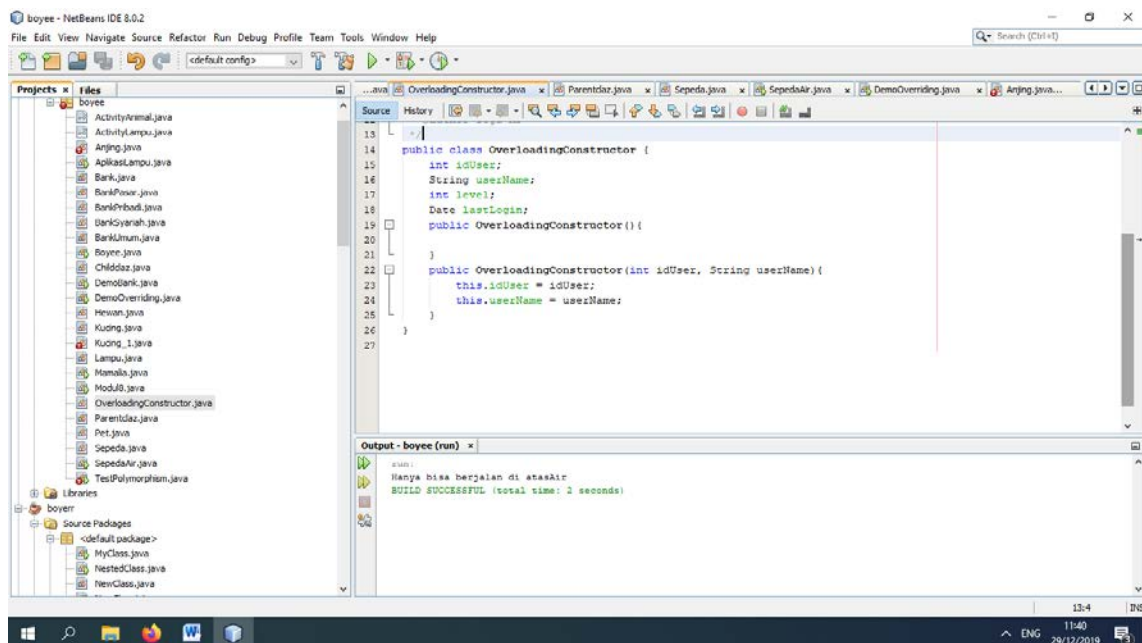 boyee - NetBeans IDE 8.0.2
File Edit View Navigate Source Refactor Run Debug Profile Team Tools Window Help
Search (Ctrl+I)
<default config>
Projects Files
boyee
ActivityAnimal.java
ActivityLampu.java
Anjing.java
AplikasiLampu.java
Bank.java
BankPasar.java
BankPribadi.java
BankSyariah.java
BankUmum.java
Boyee.java
Childdaz.java
DemoBank.java
DemoOverriding.java
Hewan.java
Kucing.java
Kucing_1.java
Lampu.java
Mamalia.java
Modul8.java
OverloadingConstructor.java
Parentdaz.java
Pet.java
Sepeda.java
SepedaAir.java
TestPolymorphism.java
Libraries
boyerr
Source Packages
<default package>
MyClass.java
NestedClass.java
NewClass.java
...ava OverloadingConstructor.java Parentdaz.java Sepeda.java SepedaAir.java DemoOverriding.java Anjing.java...
Source History
13 */
14 public class OverloadingConstructor {
15 int idUser;
16 String userName;
17 int level;
18 Date lastLogin;
19 public OverloadingConstructor(){
20
21 }
22 public OverloadingConstructor(int idUser, String userName){
23 this.idUser = idUser;
24 this.userName = userName;
25 }
26 }
27
Output - boyee (run)
run:
Hanya bisa berjalan di atasAir
BUILD SUCCESSFUL (total time: 2 seconds)
13:4 INS
ENG
11:40
29/12/2019